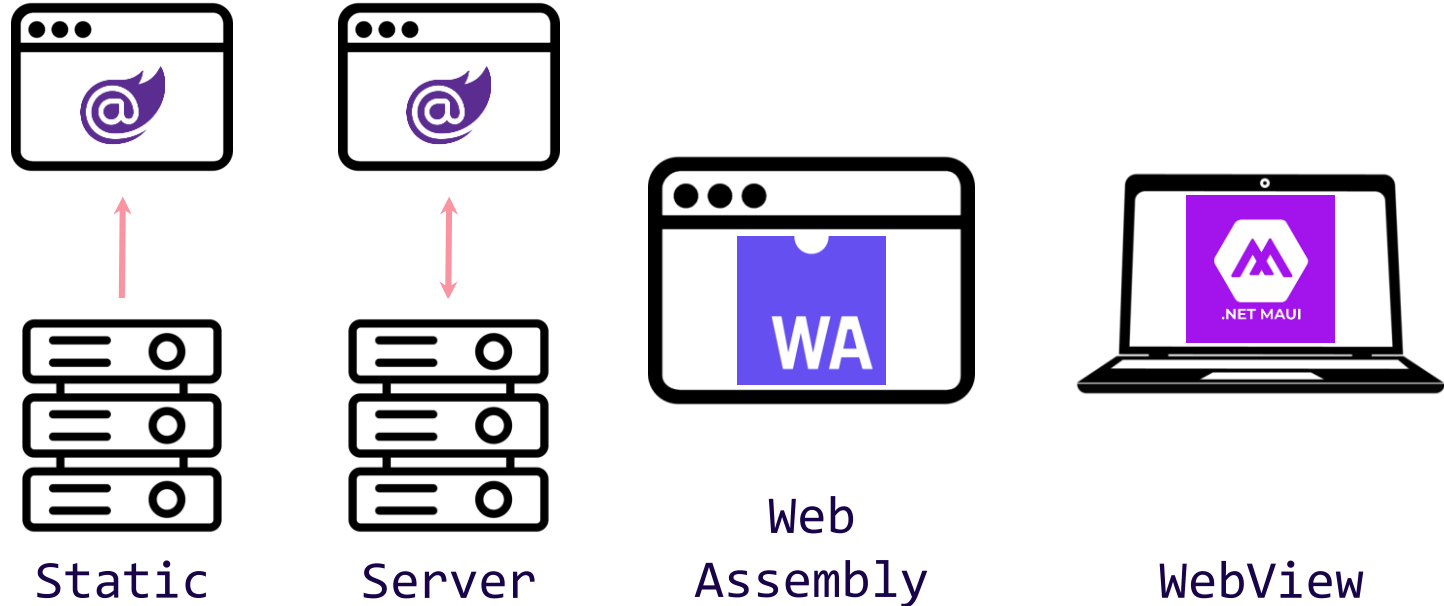 @
@
WA
.NET MAUI
Static
Server
Web
Assembly
WebView